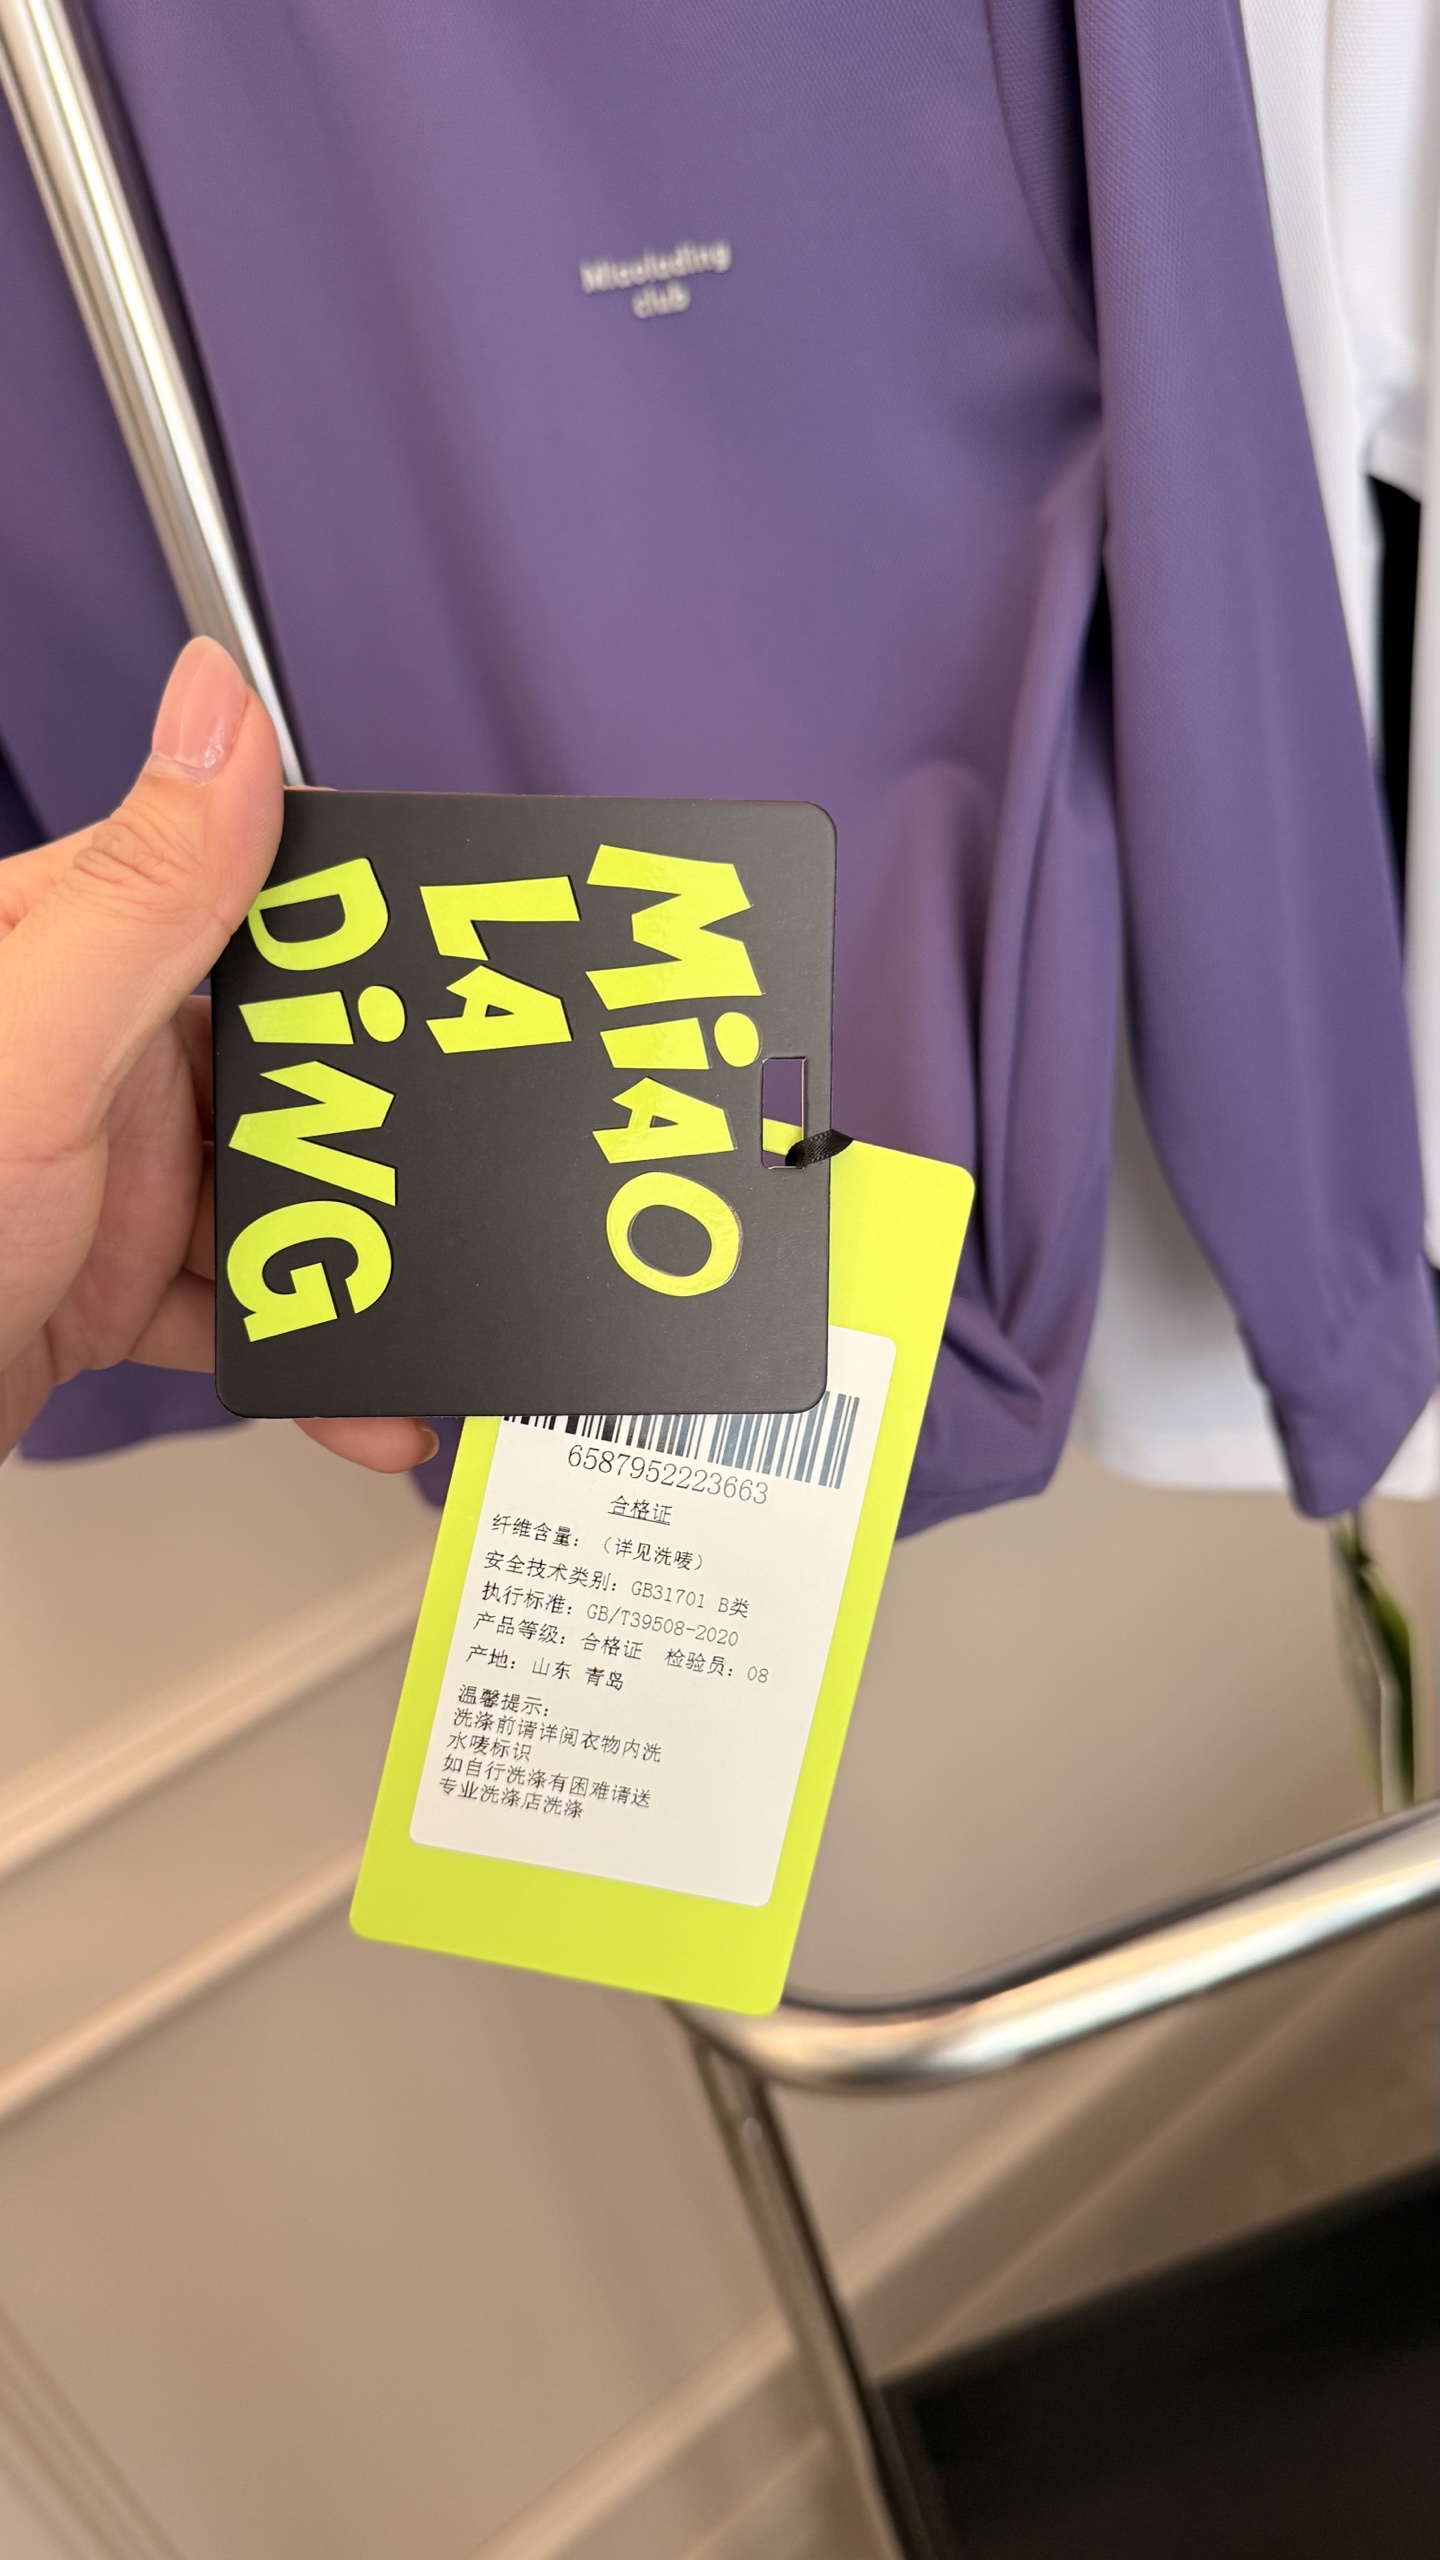 Miaolading
club
MiAO
LA
DiNG
6587952223663
合格证
纤维含量：（详见洗唛）
安全技术类别：GB31701 B类
执行标准：GB/T39508-2020
产品等级：合格证 检验员：08
产地：山东 青岛
温馨提示：
洗涤前请详阅衣物内洗
水唛标识
如自行洗涤有困难请送
专业洗涤店洗涤